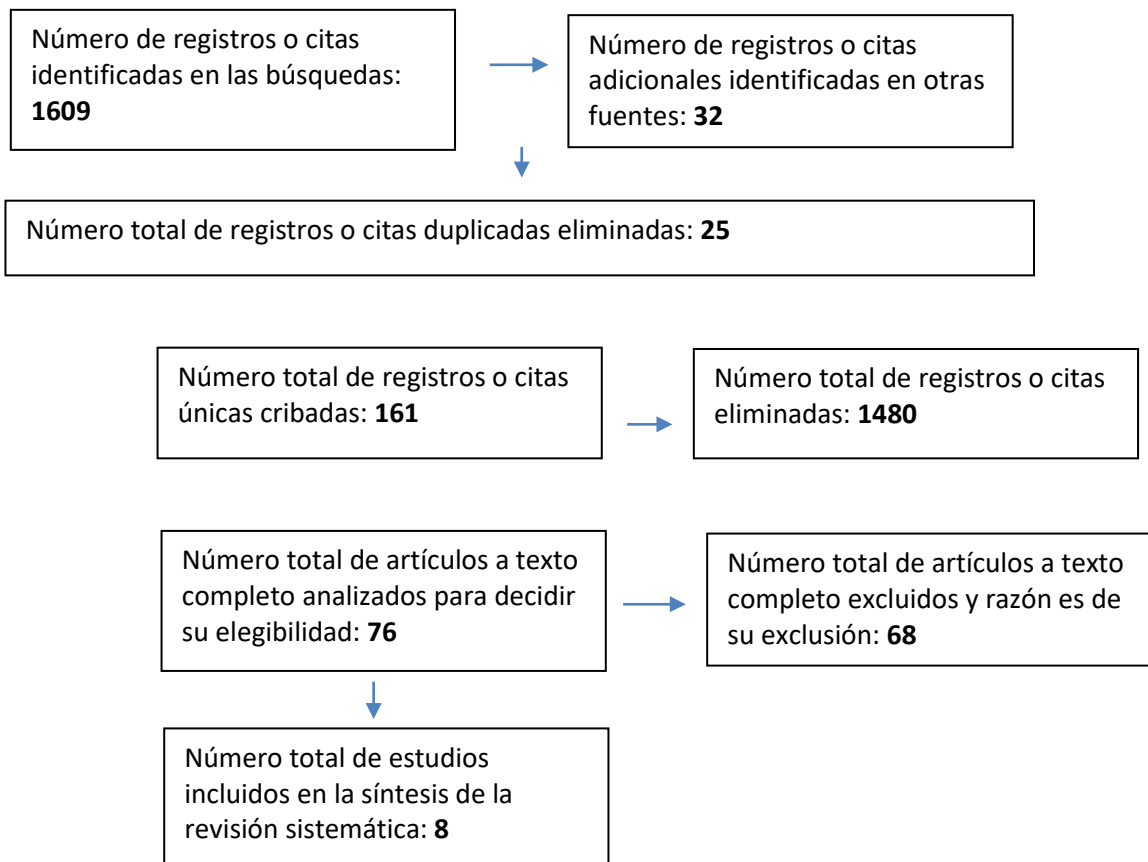 Número de registros o citas
identificadas en las búsquedas:
1609
Número de registros o citas
adicionales identificadas en otras
fuentes: 32
Número total de registros o citas duplicadas eliminadas: 25
Número total de registros o citas
únicas cribadas: 161
Número total de registros o citas
eliminadas: 1480
Número total de artículos a texto
completo analizados para decidir
su elegibilidad: 76
Número total de artículos a texto
completo excluidos y razón es de
su exclusión: 68
Número total de estudios
incluidos en la síntesis de la
revisión sistemática: 8